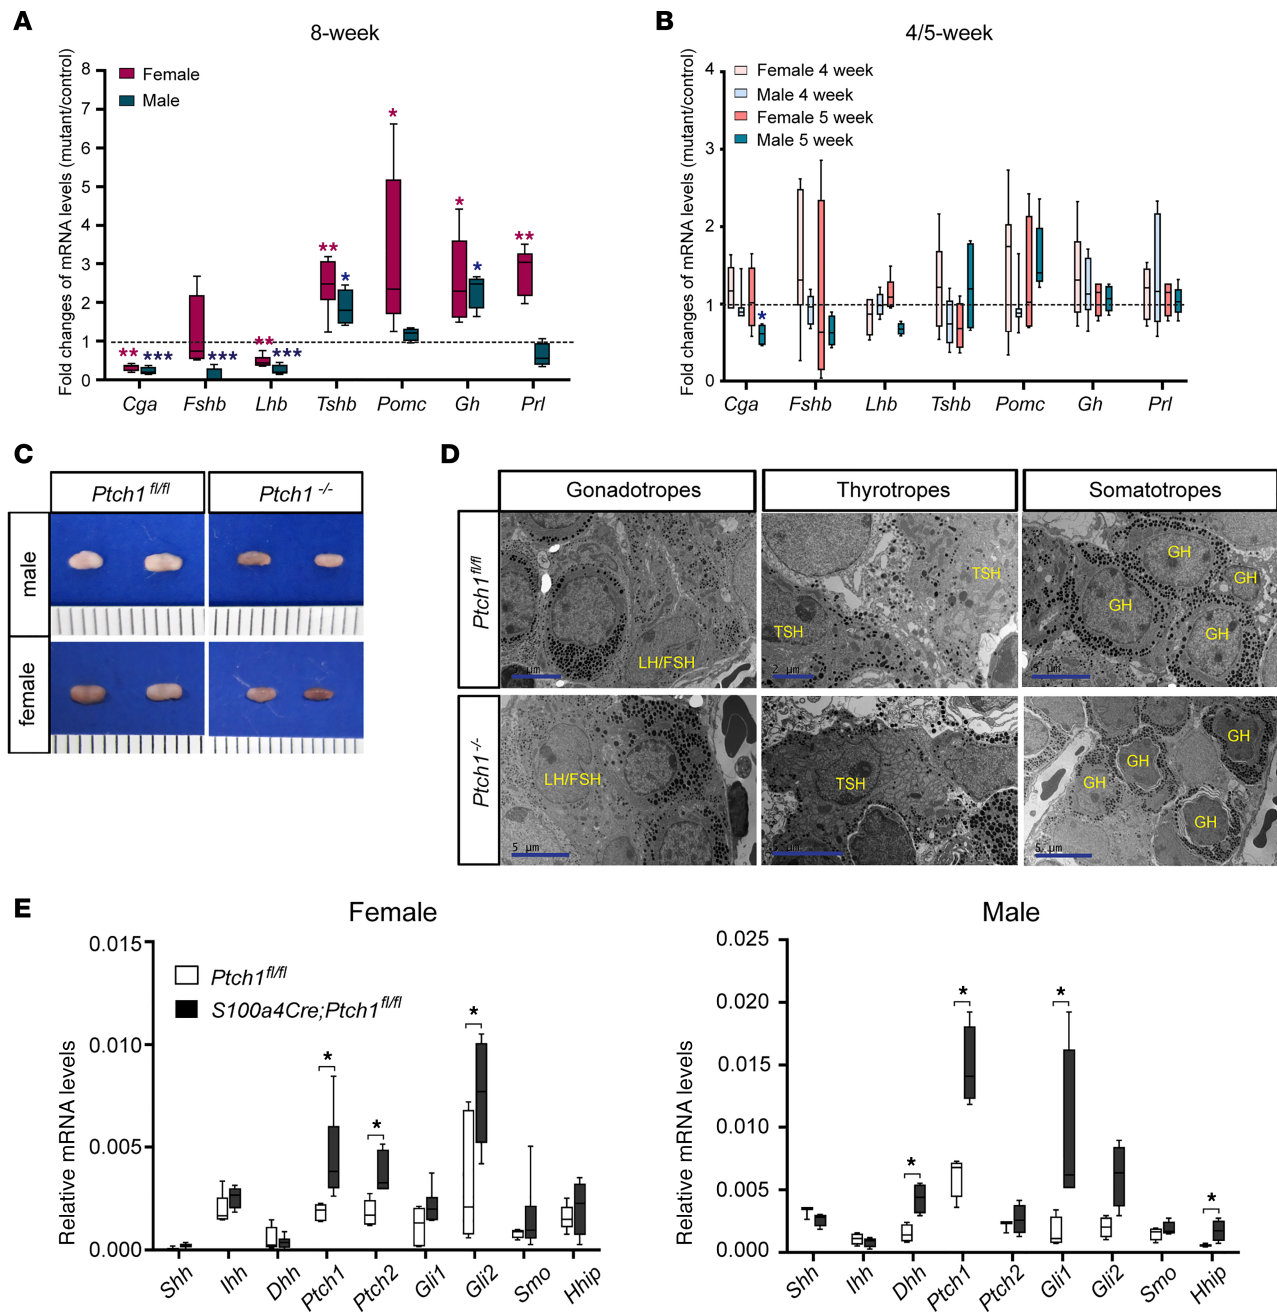 A
8-week
Fold changes of mRNA levels (mutant/control)
8
7
6
5
4
3
2
1
0
Female
Male
*
*
**
**
*
*
**
***
***
**
***
Cga Fshb Lhb Tshb Pomc Gh Prl
B
4/5-week
Fold changes of mRNA levels (mutant/control)
4
3
2
1
0
Female 4 week
Male 4 week
Female 5 week
Male 5 week
*
Cga Fshb Lhb Tshb Pomc Gh Prl
C
Ptch1 fl/fl Ptch1 -/-
male
female
D
Gonadotropes Thyrotropes Somatotropes
Ptch1fl/fl
LH/FSH
TSH
TSH
2 μm
GH
GH
GH
GH
Ptch1-/-
LH/FSH
5 μm
TSH
GH
GH
GH
GH
5 μm
E
Female
Relative mRNA levels
0.015
0.010
0.005
0.000
Ptch1fl/fl
S100a4Cre;Ptch1fl/fl
*
*
*
Shh Ihh Dhh Ptch1 Ptch2 Gli1 Gli2 Smo Hhip
Male
Relative mRNA levels
0.025
0.020
0.015
0.010
0.005
0.000
*
*
*
*
Shh Ihh Dhh Ptch1 Ptch2 Gli1 Gli2 Smo Hhip